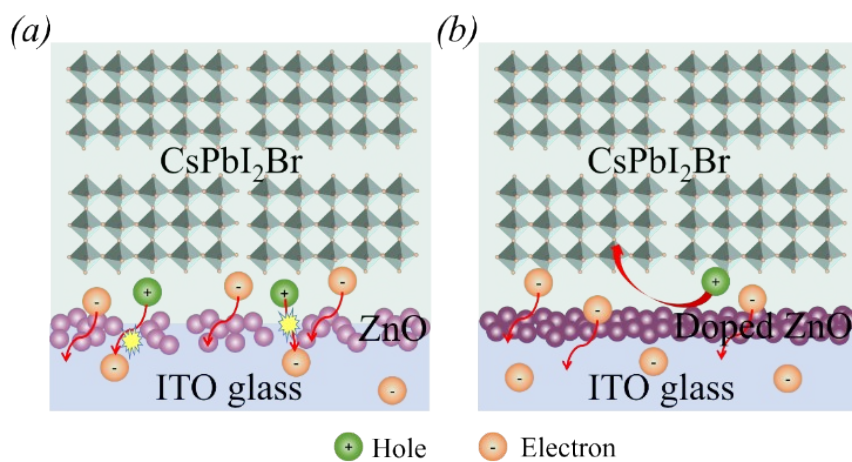 (a)
(b)
CsPbI₂Br
CsPbI₂Br
+
-
-
+
-
+
-
-
ZnO
Doped ZnO
-
-
-
-
-
-
ITO glass
ITO glass
+ Hole
- Electron